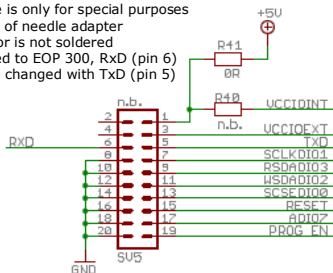 e is only for special purposes
of needle adapter
or is not soldered
ed to EOP 300, RxD (pin 6)
changed with TxD (pin 5)
+5V
R41
0R
R40
n.b.
n.b.
VCCIOINT
2 1
4 3 VCCIOEXT
RXD 6 5 TXD
8 7 SCLKDIO1
10 9 RSDADIO3
12 11 WSDADIO2
14 13 SCSEDIO0
16 15 RESET
18 17 ADIO7
20 19 PROG EN
SV5
GND